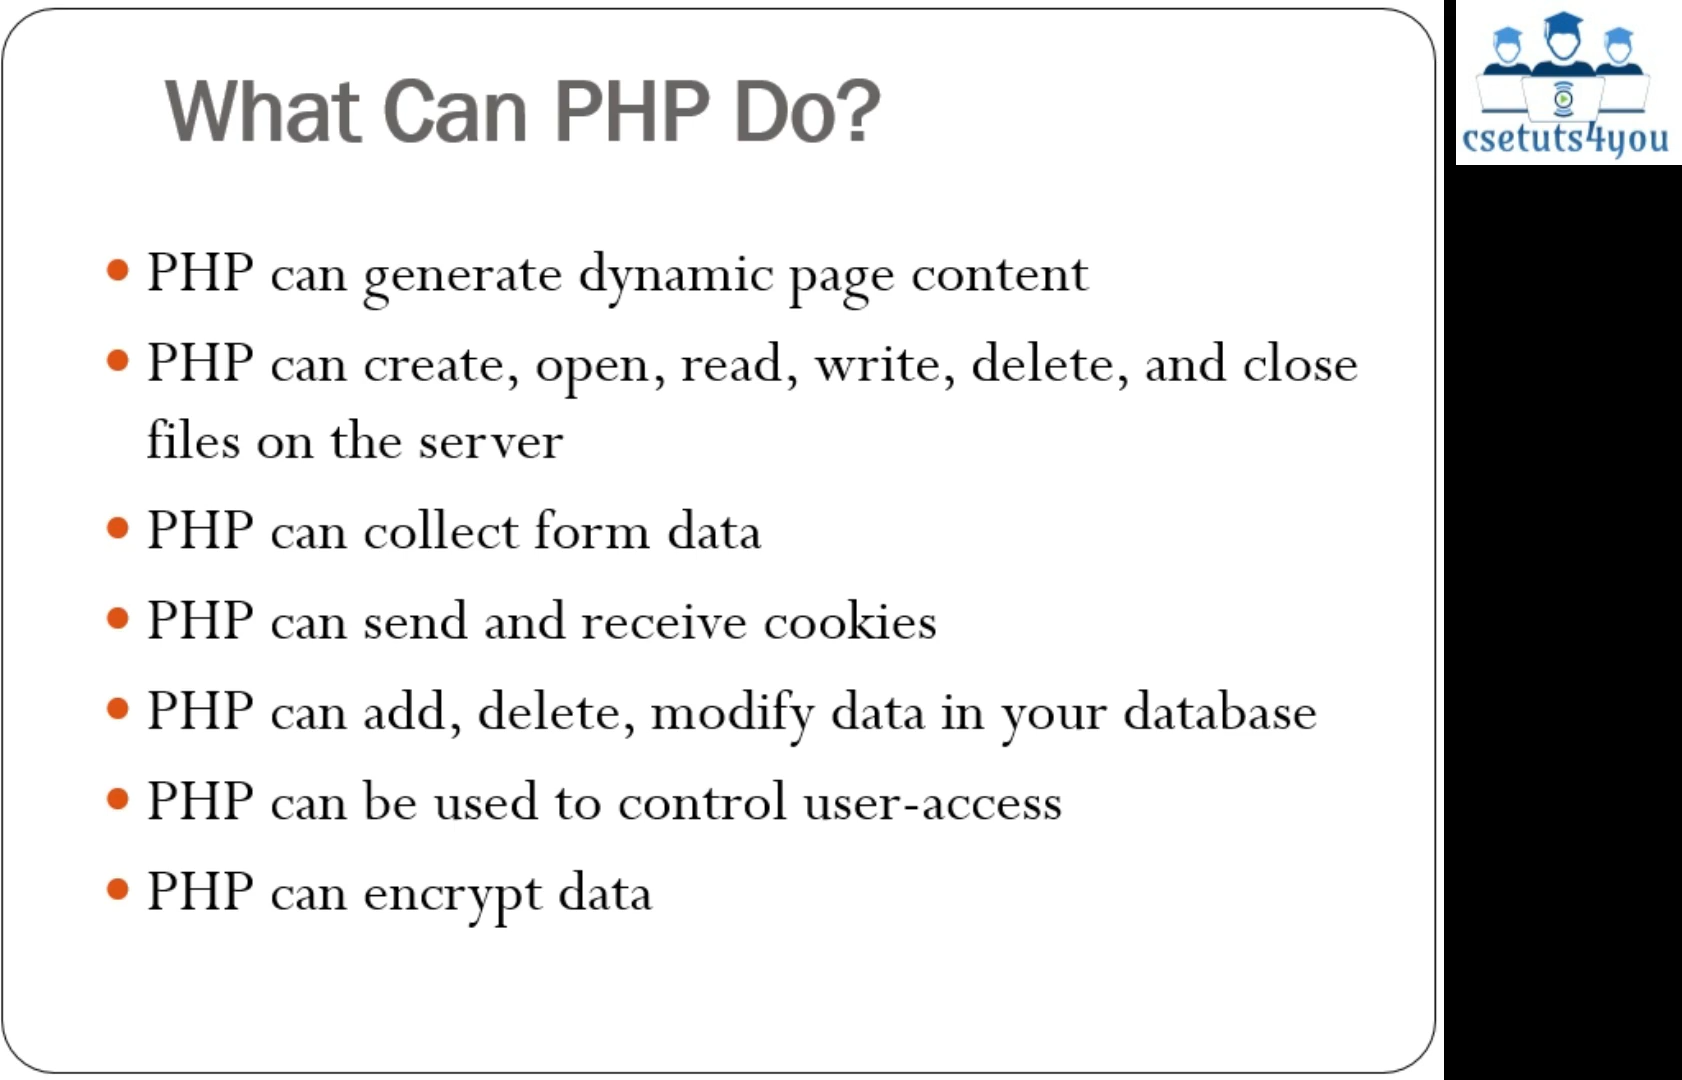 What Can PHP Do?
• PHP can generate dynamic page content
• PHP can create, open, read, write, delete, and close
files on the server
• PHP can collect form data
• PHP can send and receive cookies
• PHP can add, delete, modify data in your database
• PHP can be used to control user-access
• PHP can encrypt data
csetuts4you